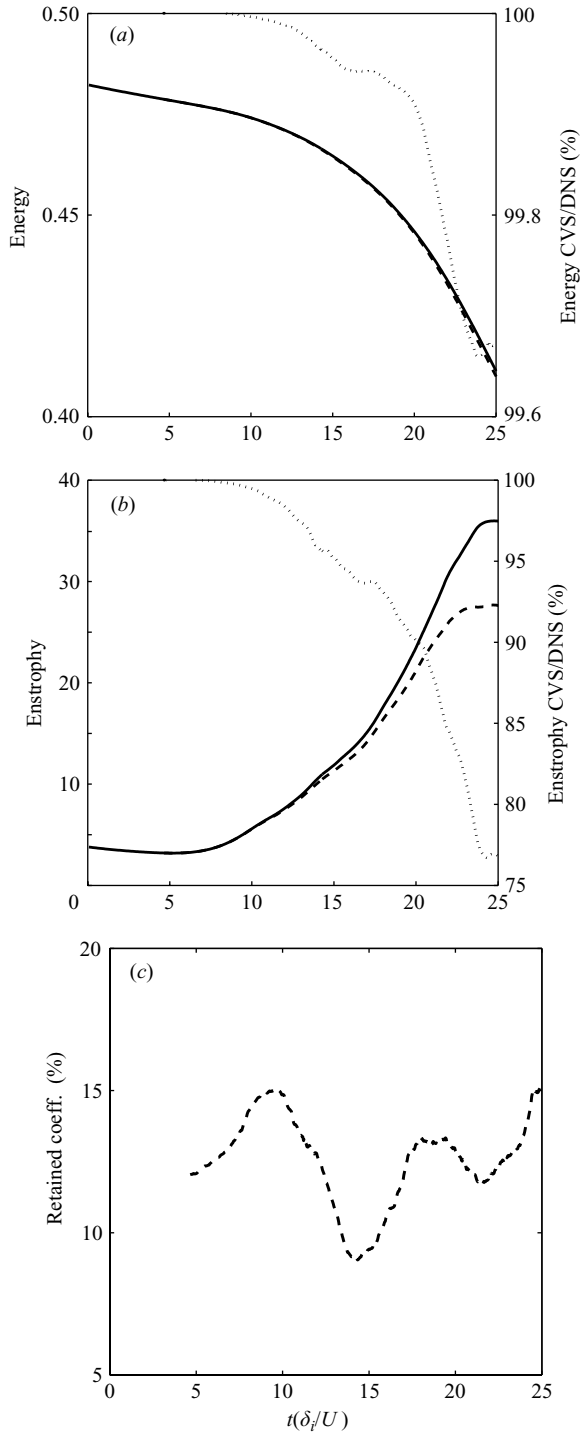 0.50
(a)
100
Energy
0.45
99.8
Energy CVS/DNS (%)
0.40
99.6
0 5 10 15 20 25
40
(b)
100
30
95
Enstrophy
20
90
Enstrophy CVS/DNS (%)
85
10
80
75
0 5 10 15 20 25
20
(c)
Retained coeff. (%)
15
10
5
0 5 10 15 20 25
t(δi/U)